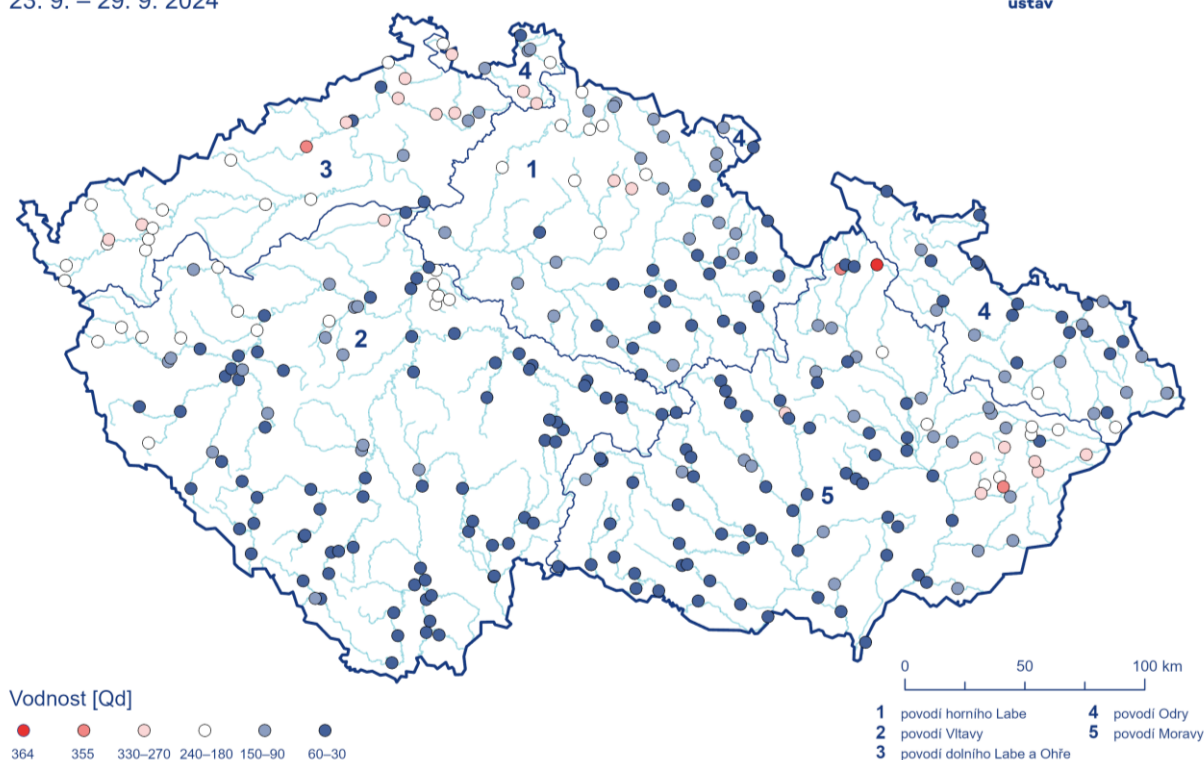 23. 9. – 29. 9. 2024
ústav
4
4
3
1
2
4
5
0 50 100 km
Vodnost [Qd]
364 355 330–270 240–180 150–90 60–30
1 povodí horního Labe
2 povodí Vltavy
3 povodí dolního Labe a Ohře
4 povodí Odry
5 povodí Moravy